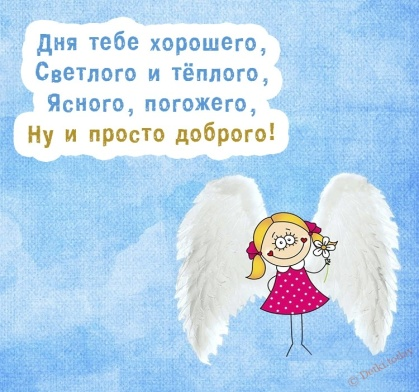 Дня тебе хорошего,
Светлого и тёплого,
Ясного, погожего,
Ну и просто доброго!